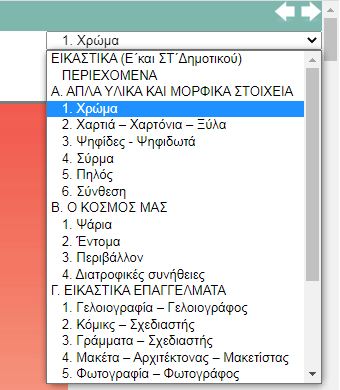 1. Χρώμα
ΕΙΚΑΣΤΙΚΑ (Ε΄και ΣΤ΄Δημοτικού)
ΠΕΡΙΕΧΟΜΕΝΑ
Α. ΑΠΛΑ ΥΛΙΚΑ ΚΑΙ ΜΟΡΦΙΚΑ ΣΤΟΙΧΕΙΑ
1. Χρώμα
2. Χαρτιά – Χαρτόνια – Ξύλα
3. Ψηφίδες - Ψηφιδωτά
4. Σύρμα
5. Πηλός
6. Σύνθεση
Β. Ο ΚΟΣΜΟΣ ΜΑΣ
1. Ψάρια
2. Έντομα
3. Περιβάλλον
4. Διατροφικές συνήθειες
Γ. ΕΙΚΑΣΤΙΚΑ ΕΠΑΓΓΕΛΜΑΤΑ
1. Γελοιογραφία – Γελοιογράφος
2. Κόμικς – Σχεδιαστής
3. Γράμματα – Σχεδιαστής
4. Μακέτα – Αρχιτέκτονας – Μακετίστας
5. Φωτογραφία – Φωτογράφος